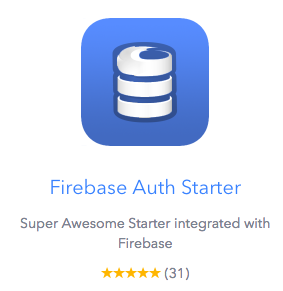 Firebase Auth Starter
Super Awesome Starter integrated with
Firebase
★★★★★ (31)